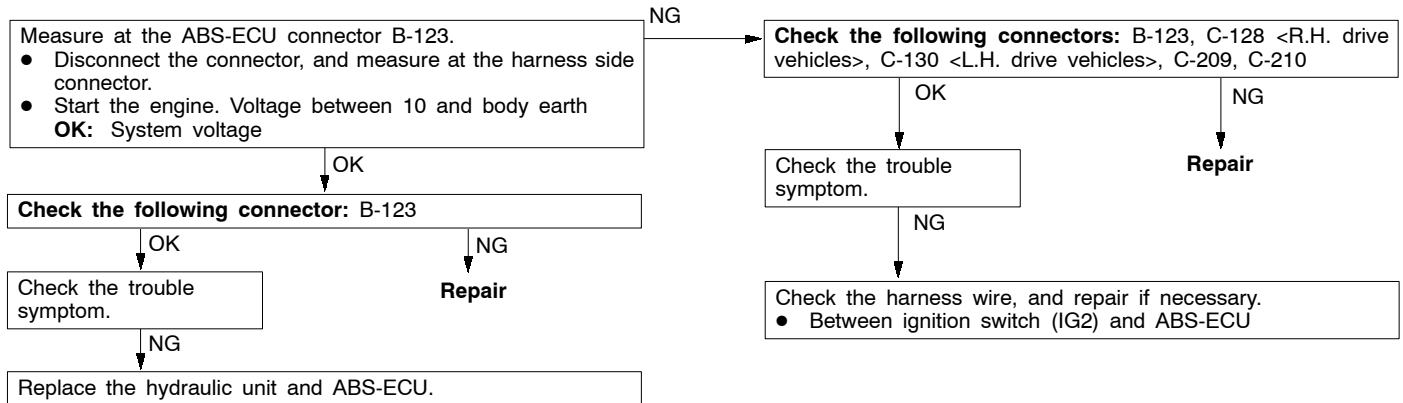 Measure at the ABS-ECU connector B-123.
● Disconnect the connector, and measure at the harness side
connector.
● Start the engine. Voltage between 10 and body earth
OK: System voltage
NG
Check the following connectors: B-123, C-128 <R.H. drive
vehicles>, C-130 <L.H. drive vehicles>, C-209, C-210
OK
NG
Check the trouble
symptom.
Repair
NG
Check the harness wire, and repair if necessary.
● Between ignition switch (IG2) and ABS-ECU
OK
Check the following connector: B-123
OK
NG
Check the trouble
symptom.
Repair
NG
Replace the hydraulic unit and ABS-ECU.